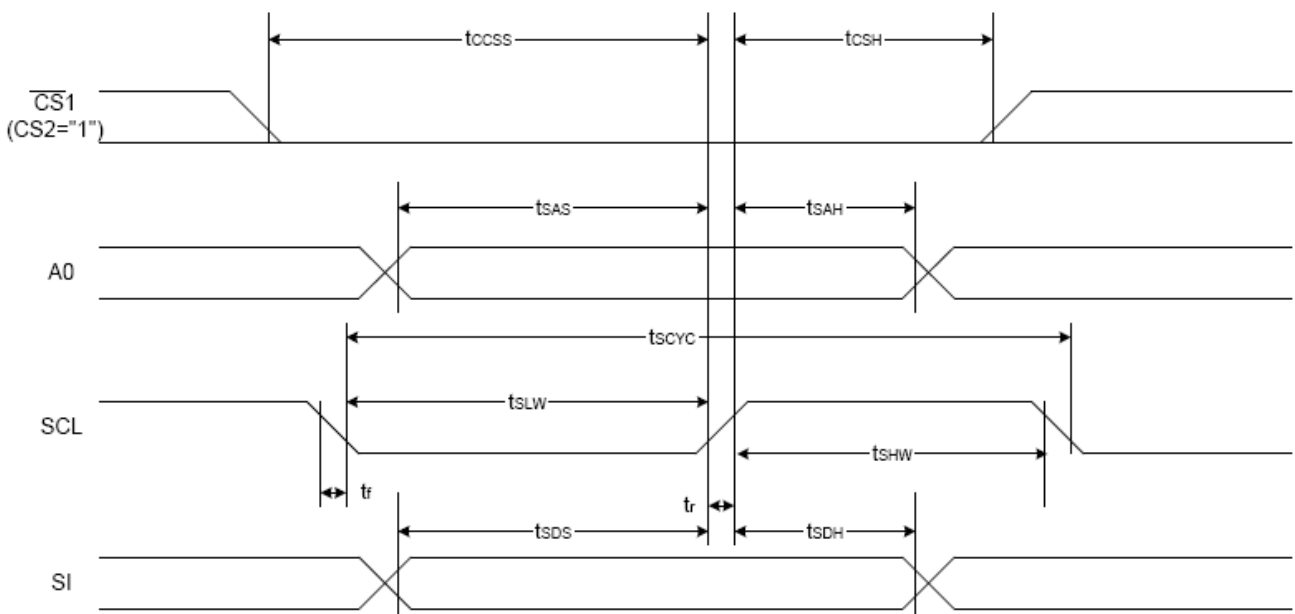 tCCSS
tCSH
CS1
(CS2="1")
tSAS
tSAH
A0
tSCYC
tSLW
SCL
tSHW
tf
tr
tSDS
tSDH
SI